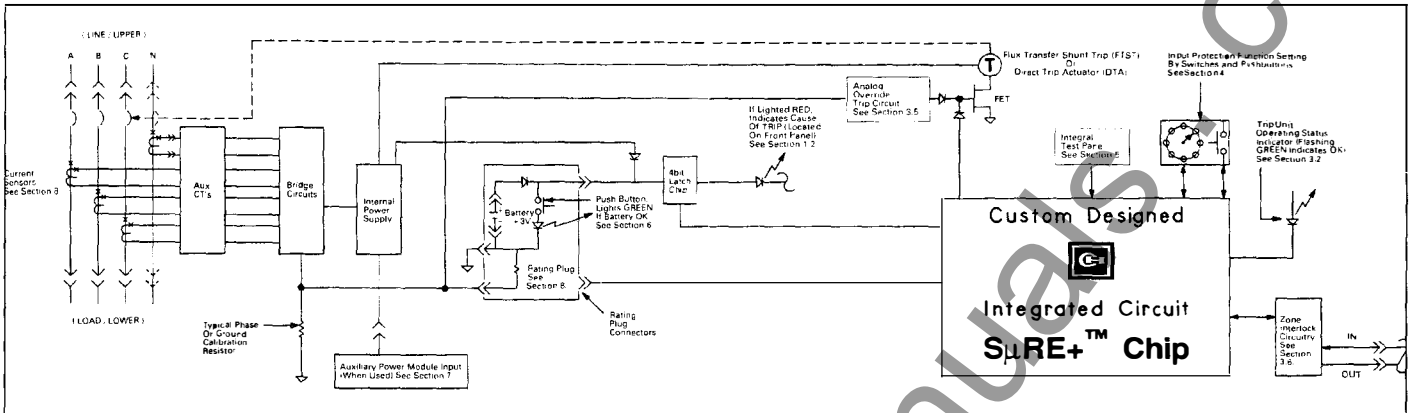 ( LINE / UPPER )
A B C N
Current
Sensors
See Section 8
Aux
CT's
Bridge
Circuits
Internal
Power
Supply
( LOAD / LOWER )
Typical Phase
Or Ground
Calibration
Resistor
Auxiliary Power Module Input
(When Used) See Section 7
Battery
+3V
Push Button.
Lights GREEN
If Battery OK
See Section 6
Rating Plug
See
Section 8.
Rating
Plug
Connectors
4bit
Latch
Chip
If Lighted RED,
Indicates Cause
Of TRIP (Located
On Front Panel)
See Section 1.2
Analog
Override
Trip Circuit
See Section 3.5
T
Flux Transfer Shunt Trip (FTST)
Or
Direct Trip Actuator (DTA)
FET
Integral
Test Pane
See Section 5
Input Protection Function Setting
By Switches and Pushbuttons
See Section 4
Trip Unit
Operating Status
Indicator (Flashing
GREEN Indicates OK)
See Section 3.2
Custom Designed
Integrated Circuit
SμRE+™ Chip
Zone
Interlock
Circuitry
See
Section
3.6.
IN
OUT